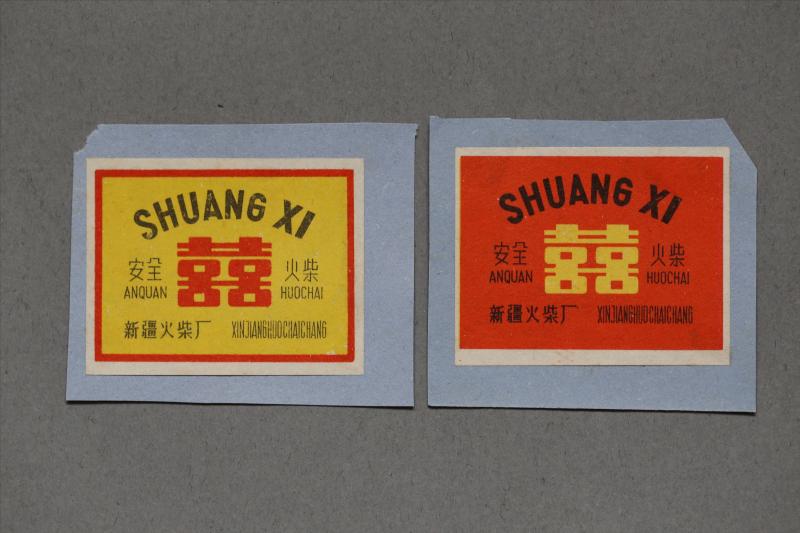 SHUANG XI
安全 囍 火柴
ANQUAN HUOCHAI
新疆火柴厂 XINJIANGHUOCHAICHANG
SHUANG XI
安全 囍 火柴
ANQUAN HUOCHAI
新疆火柴厂 XINJIANGHUOCHAICHANG